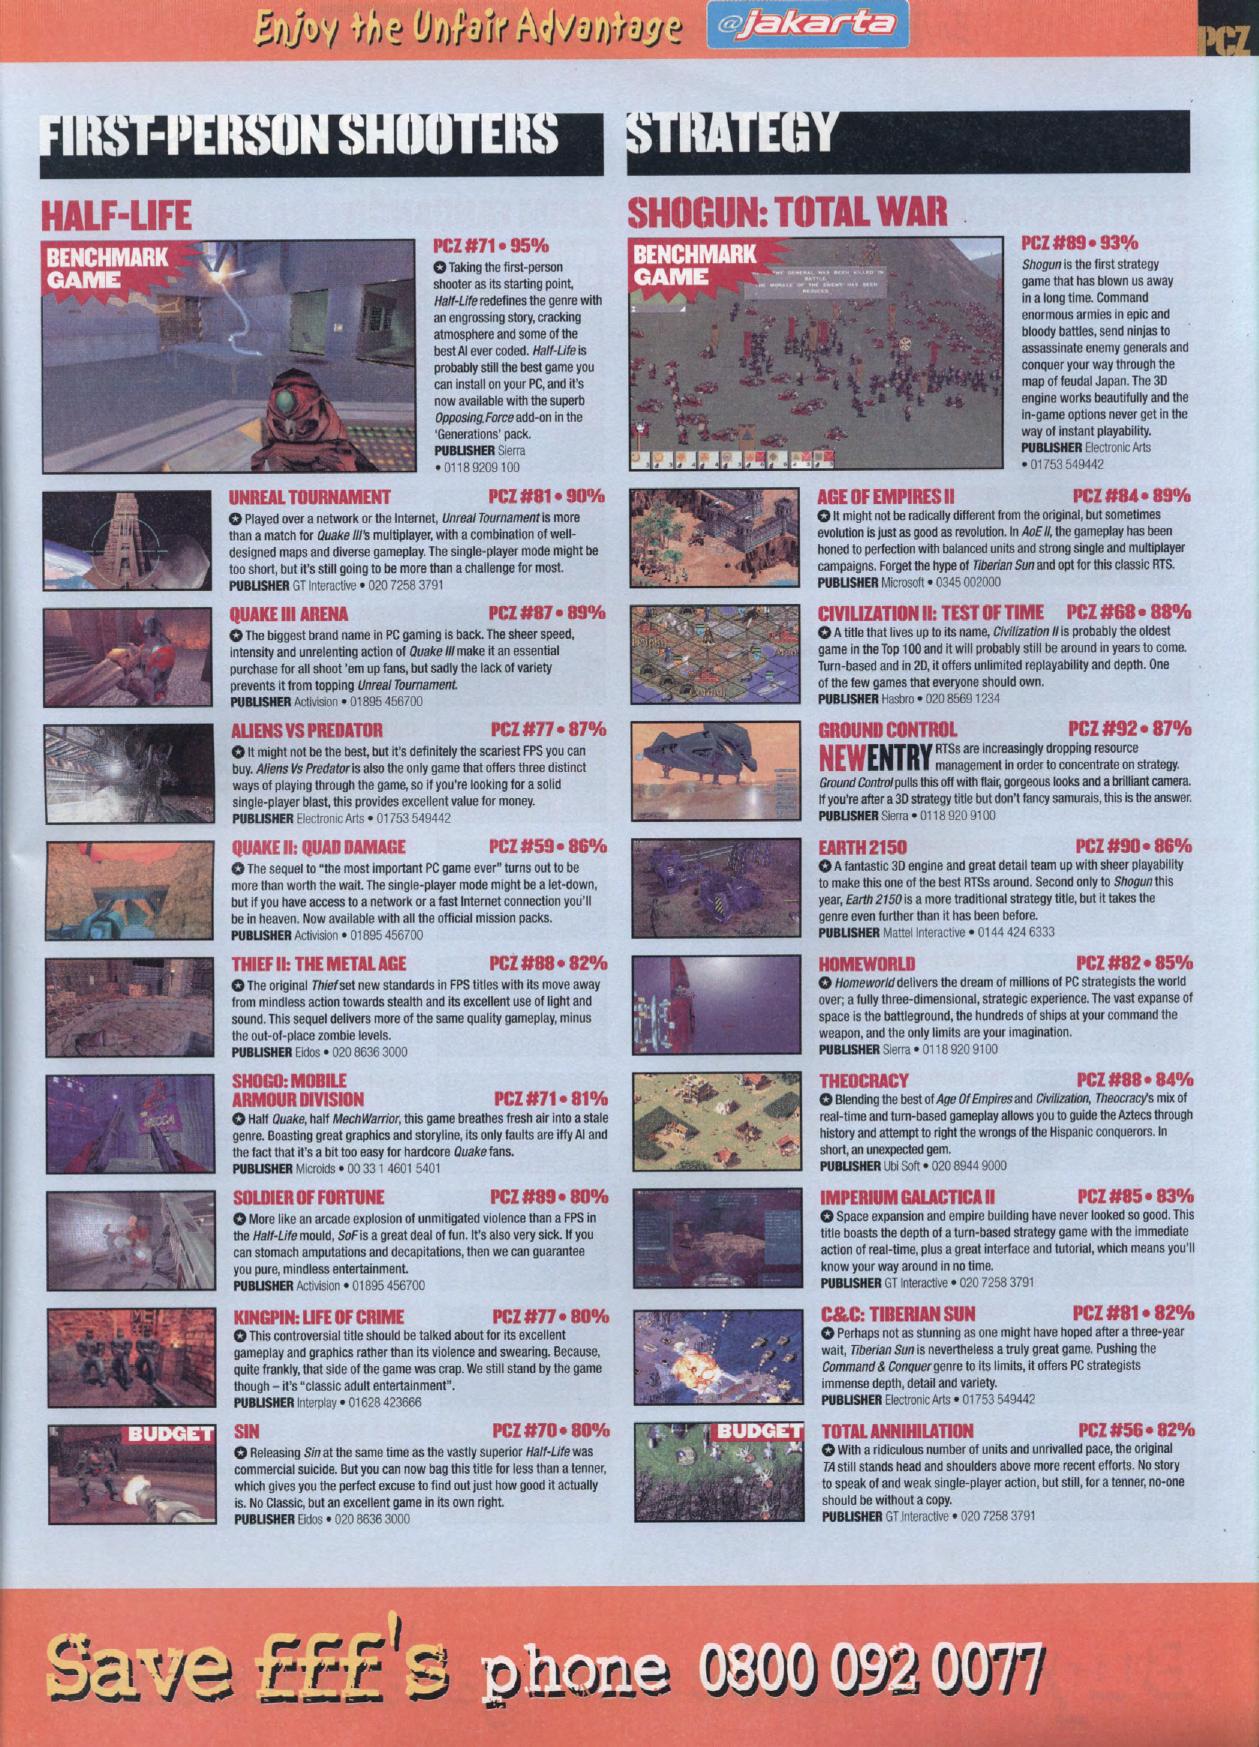 Enjoy the Unfair Advantage
@jakarta
PCZ
FIRST-PERSON SHOOTERS
HALF-LIFE
BENCHMARK
GAME
PCZ #71 • 95%
Taking the first-person
shooter as its starting point,
Half-Life redefines the genre with
an engrossing story, cracking
atmosphere and some of the
best AI ever coded. Half-Life is
probably still the best game you
can install on your PC, and it's
now available with the superb
Opposing Force add-on in the
'Generations' pack.
PUBLISHER Sierra
• 0118 9209 100
UNREAL TOURNAMENT PCZ #81 • 90%
Played over a network or the Internet, Unreal Tournament is more
than a match for Quake III's multiplayer, with a combination of well-
designed maps and diverse gameplay. The single-player mode might be
too short, but it's still going to be more than a challenge for most.
PUBLISHER GT Interactive • 020 7258 3791
QUAKE III ARENA PCZ #87 • 89%
The biggest brand name in PC gaming is back. The sheer speed,
intensity and unrelenting action of Quake III make it an essential
purchase for all shoot 'em up fans, but sadly the lack of variety
prevents it from topping Unreal Tournament.
PUBLISHER Activision • 01895 456700
ALIENS VS PREDATOR PCZ #77 • 87%
It might not be the best, but it's definitely the scariest FPS you can
buy. Aliens Vs Predator is also the only game that offers three distinct
ways of playing through the game, so if you're looking for a solid
single-player blast, this provides excellent value for money.
PUBLISHER Electronic Arts • 01753 549442
QUAKE II: QUAD DAMAGE PCZ #59 • 86%
The sequel to "the most important PC game ever" turns out to be
more than worth the wait. The single-player mode might be a let-down,
but if you have access to a network or a fast Internet connection you'll
be in heaven. Now available with all the official mission packs.
PUBLISHER Activision • 01895 456700
THIEF II: THE METAL AGE PCZ #88 • 82%
The original Thief set new standards in FPS titles with its move away
from mindless action towards stealth and its excellent use of light and
sound. This sequel delivers more of the same quality gameplay, minus
the out-of-place zombie levels.
PUBLISHER Eidos • 020 8636 3000
SHOGO: MOBILE
ARMOUR DIVISION PCZ #71 • 81%
Half Quake, half MechWarrior, this game breathes fresh air into a stale
genre. Boasting great graphics and storyline, its only faults are iffy AI and
the fact that it's a bit too easy for hardcore Quake fans.
PUBLISHER Microids • 00 33 1 4601 5401
SOLDIER OF FORTUNE PCZ #89 • 80%
More like an arcade explosion of unmitigated violence than a FPS in
the Half-Life mould, SoF is a great deal of fun. It's also very sick. If you
can stomach amputations and decapitations, then we can guarantee
you pure, mindless entertainment.
PUBLISHER Activision • 01895 456700
KINGPIN: LIFE OF CRIME PCZ #77 • 80%
This controversial title should be talked about for its excellent
gameplay and graphics rather than its violence and swearing. Because,
quite frankly, that side of the game was crap. We still stand by the game
though – it's "classic adult entertainment".
PUBLISHER Interplay • 01628 423666
BUDGET
SIN PCZ #70 • 80%
Releasing Sin at the same time as the vastly superior Half-Life was
commercial suicide. But you can now bag this title for less than a tenner,
which gives you the perfect excuse to find out just how good it actually
is. No Classic, but an excellent game in its own right.
PUBLISHER Eidos • 020 8636 3000
STRATEGY
SHOGUN: TOTAL WAR
BENCHMARK
GAME
THE GENERAL HAS BEEN KILLED IN
BATTLE.
THE MORALE OF THE ENEMY HAS BEEN
REDUCED
PCZ #89 • 93%
Shogun is the first strategy
game that has blown us away
in a long time. Command
enormous armies in epic and
bloody battles, send ninjas to
assassinate enemy generals and
conquer your way through the
map of feudal Japan. The 3D
engine works beautifully and the
in-game options never get in the
way of instant playability.
PUBLISHER Electronic Arts
• 01753 549442
AGE OF EMPIRES II PCZ #84 • 89%
It might not be radically different from the original, but sometimes
evolution is just as good as revolution. In AoE II, the gameplay has been
honed to perfection with balanced units and strong single and multiplayer
campaigns. Forget the hype of Tiberian Sun and opt for this classic RTS.
PUBLISHER Microsoft • 0345 002000
CIVILIZATION II: TEST OF TIME PCZ #68 • 88%
A title that lives up to its name, Civilization II is probably the oldest
game in the Top 100 and it will probably still be around in years to come.
Turn-based and in 2D, it offers unlimited replayability and depth. One
of the few games that everyone should own.
PUBLISHER Hasbro • 020 8569 1234
GROUND CONTROL PCZ #92 • 87%
NEW ENTRY RTSs are increasingly dropping resource
management in order to concentrate on strategy.
Ground Control pulls this off with flair, gorgeous looks and a brilliant camera.
If you're after a 3D strategy title but don't fancy samurais, this is the answer.
PUBLISHER Sierra • 0118 920 9100
EARTH 2150 PCZ #90 • 86%
A fantastic 3D engine and great detail team up with sheer playability
to make this one of the best RTSs around. Second only to Shogun this
year, Earth 2150 is a more traditional strategy title, but it takes the
genre even further than it has been before.
PUBLISHER Mattel Interactive • 0144 424 6333
HOMEWORLD PCZ #82 • 85%
Homeworld delivers the dream of millions of PC strategists the world
over; a fully three-dimensional, strategic experience. The vast expanse of
space is the battleground, the hundreds of ships at your command the
weapon, and the only limits are your imagination.
PUBLISHER Sierra • 0118 920 9100
THEOCRACY PCZ #88 • 84%
Blending the best of Age Of Empires and Civilization, Theocracy's mix of
real-time and turn-based gameplay allows you to guide the Aztecs through
history and attempt to right the wrongs of the Hispanic conquerors. In
short, an unexpected gem.
PUBLISHER Ubi Soft • 020 8944 9000
IMPERIUM GALACTICA II PCZ #85 • 83%
Space expansion and empire building have never looked so good. This
title boasts the depth of a turn-based strategy game with the immediate
action of real-time, plus a great interface and tutorial, which means you'll
know your way around in no time.
PUBLISHER GT Interactive • 020 7258 3791
C&C: TIBERIAN SUN PCZ #81 • 82%
Perhaps not as stunning as one might have hoped after a three-year
wait, Tiberian Sun is nevertheless a truly great game. Pushing the
Command & Conquer genre to its limits, it offers PC strategists
immense depth, detail and variety.
PUBLISHER Electronic Arts • 01753 549442
BUDGET
TOTAL ANNIHILATION PCZ #56 • 82%
With a ridiculous number of units and unrivalled pace, the original
TA still stands head and shoulders above more recent efforts. No story
to speak of and weak single-player action, but still, for a tenner, no-one
should be without a copy.
PUBLISHER GT Interactive • 020 7258 3791
Save £££'s phone 0800 092 0077